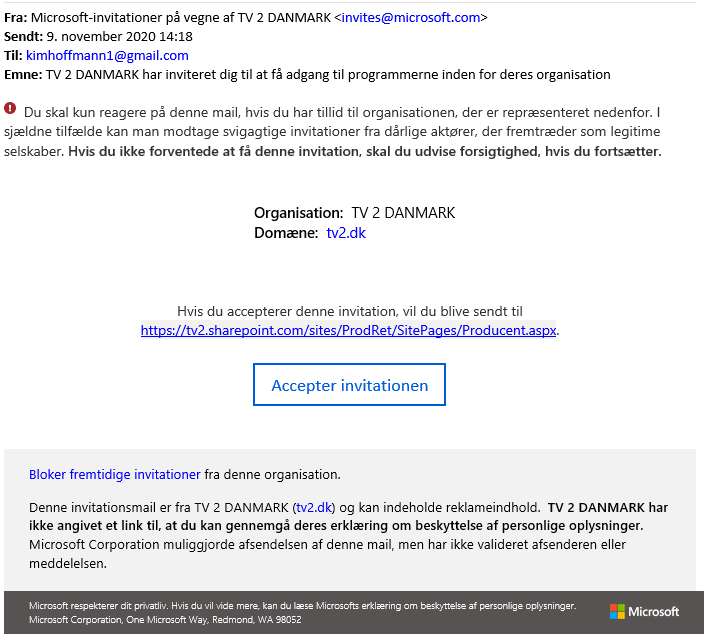 Fra: Microsoft-invitationer på vegne af TV 2 DANMARK <invites@microsoft.com>
Sendt: 9. november 2020 14:18
Til: kimhoffmann1@gmail.com
Emne: TV 2 DANMARK har inviteret dig til at få adgang til programmerne inden for deres organisation
Du skal kun reagere på denne mail, hvis du har tillid til organisationen, der er repræsenteret nedenfor. I
sjældne tilfælde kan man modtage svigagtige invitationer fra dårlige aktører, der fremtræder som legitime
selskaber. Hvis du ikke forventede at få denne invitation, skal du udvise forsigtighed, hvis du fortsætter.
Organisation: TV 2 DANMARK
Domæne: tv2.dk
Hvis du accepterer denne invitation, vil du blive sendt til
https://tv2.sharepoint.com/sites/ProdRet/SitePages/Producent.aspx.
Accepter invitationen
Bloker fremtidige invitationer fra denne organisation.
Denne invitationsmail er fra TV 2 DANMARK (tv2.dk) og kan indeholde reklameindhold. TV 2 DANMARK har
ikke angivet et link til, at du kan gennemgå deres erklæring om beskyttelse af personlige oplysninger.
Microsoft Corporation muliggjorde afsendelsen af denne mail, men har ikke valideret afsenderen eller
meddelelsen.
Microsoft respekterer dit privatliv. Hvis du vil vide mere, kan du læse Microsofts erklæring om beskyttelse af personlige oplysninger.
Microsoft Corporation, One Microsoft Way, Redmond, WA 98052
Microsoft